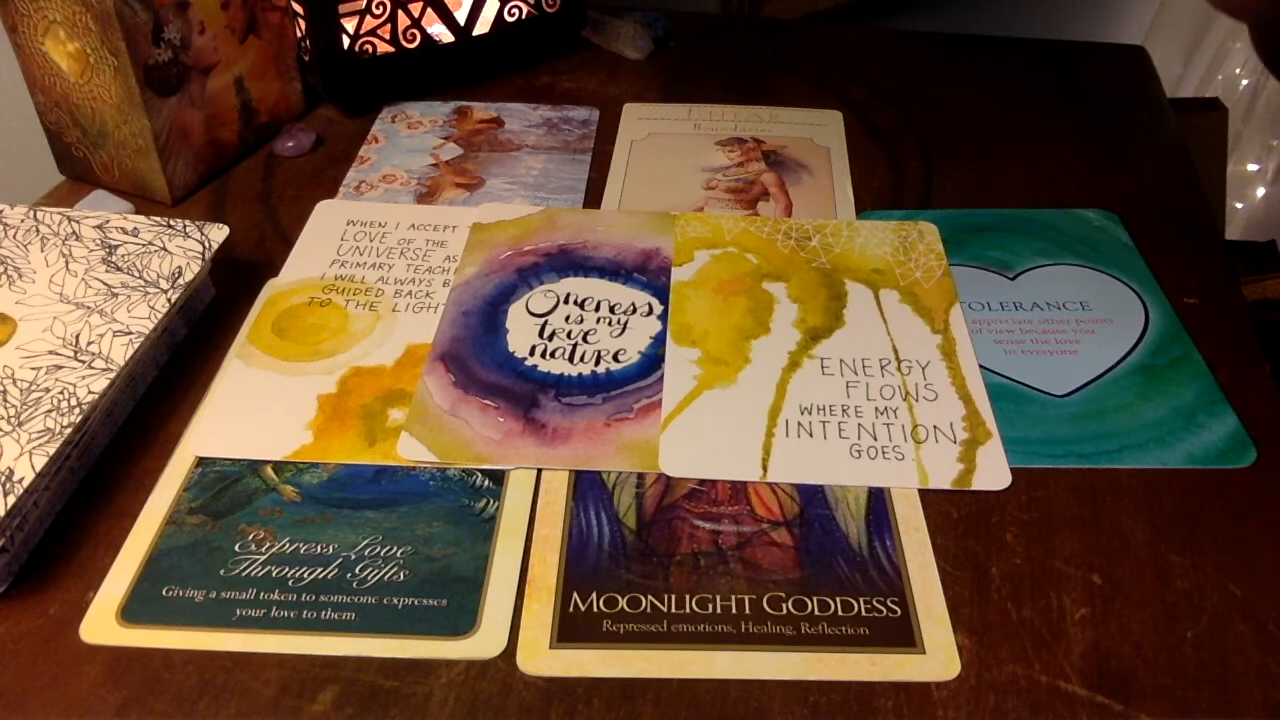 ISHTAR
Boundaries
WHEN I ACCEPT
LOVE OF THE
UNIVERSE AS
PRIMARY
I WILL ALWAYS
GUIDED BACK
TO THE LIGHT
Oneness
is my
true
nature
ENERGY
FLOWS
WHERE MY
INTENTION
GOES.
TOLERANCE
appreciate other points
of view because you
sense the love
in everyone
Express Love
Through Gifts
Giving a small token to someone expresses
your love to them.
MOONLIGHT GODDESS
Repressed emotions, Healing, Reflection